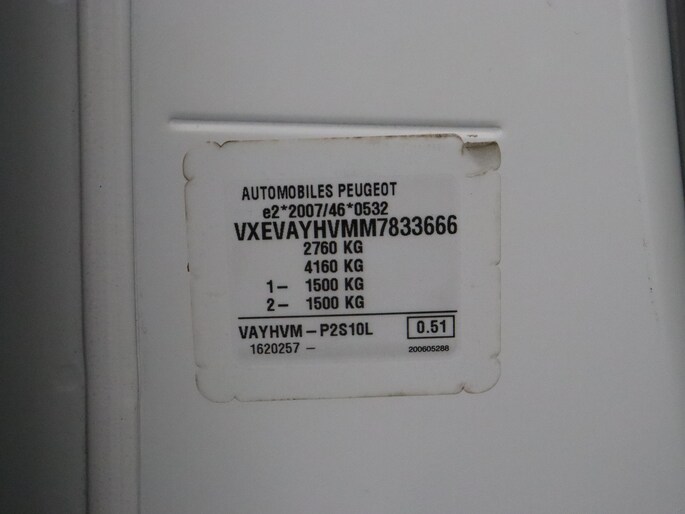 AUTOMOBILES PEUGEOT
e2*2007/46*0532
VXEVAYHVMM7833666
2760 KG
4160 KG
1- 1500 KG
2- 1500 KG
VAYHVM-P2S10L 0.51
1620257 - 200605288